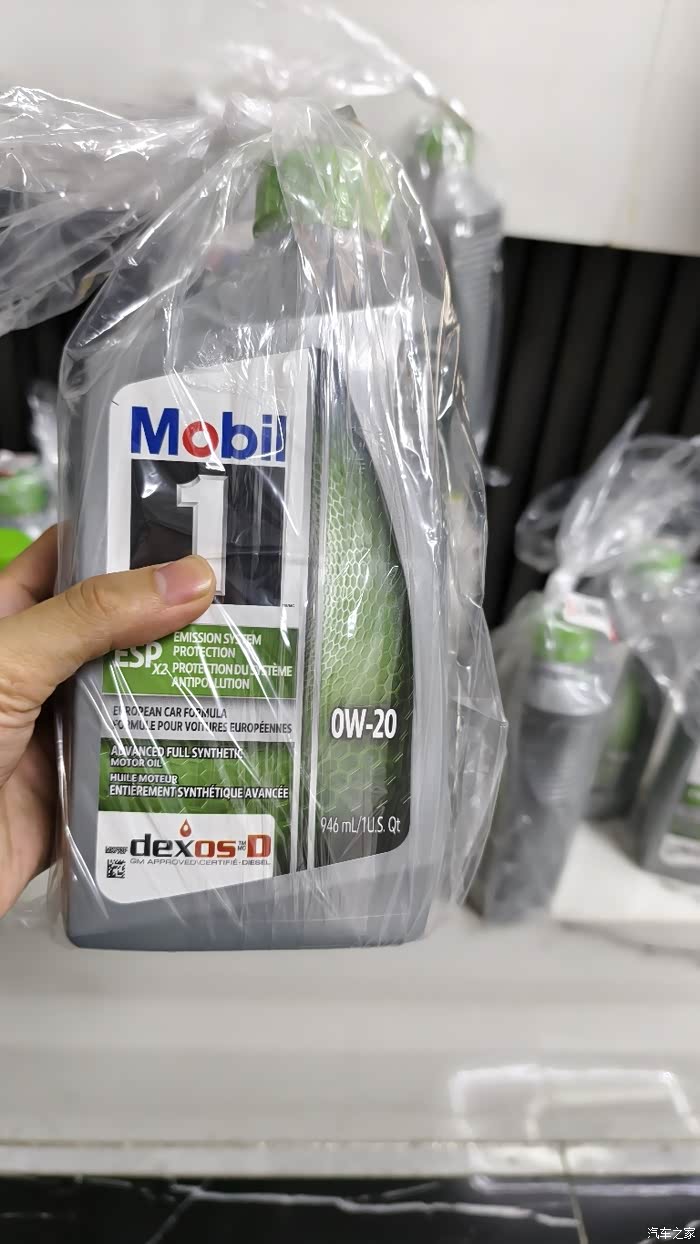 Mobil
1
ESP
X2
EMISSION SYSTEM
PROTECTION
PROTECTION DU SYSTÈME
ANTIPOLLUTION
EUROPEAN CAR FORMULA
FORMULE POUR VOITURES EUROPÉENNES
ADVANCED FULL SYNTHETIC
MOTOR OIL
HUILE MOTEUR
ENTIÈREMENT SYNTHÉTIQUE AVANCÉE
0W-20
946 mL/1U.S. Qt
dexos D
GM APPROVED\CERTIFIÉ-DIESEL
汽车之家